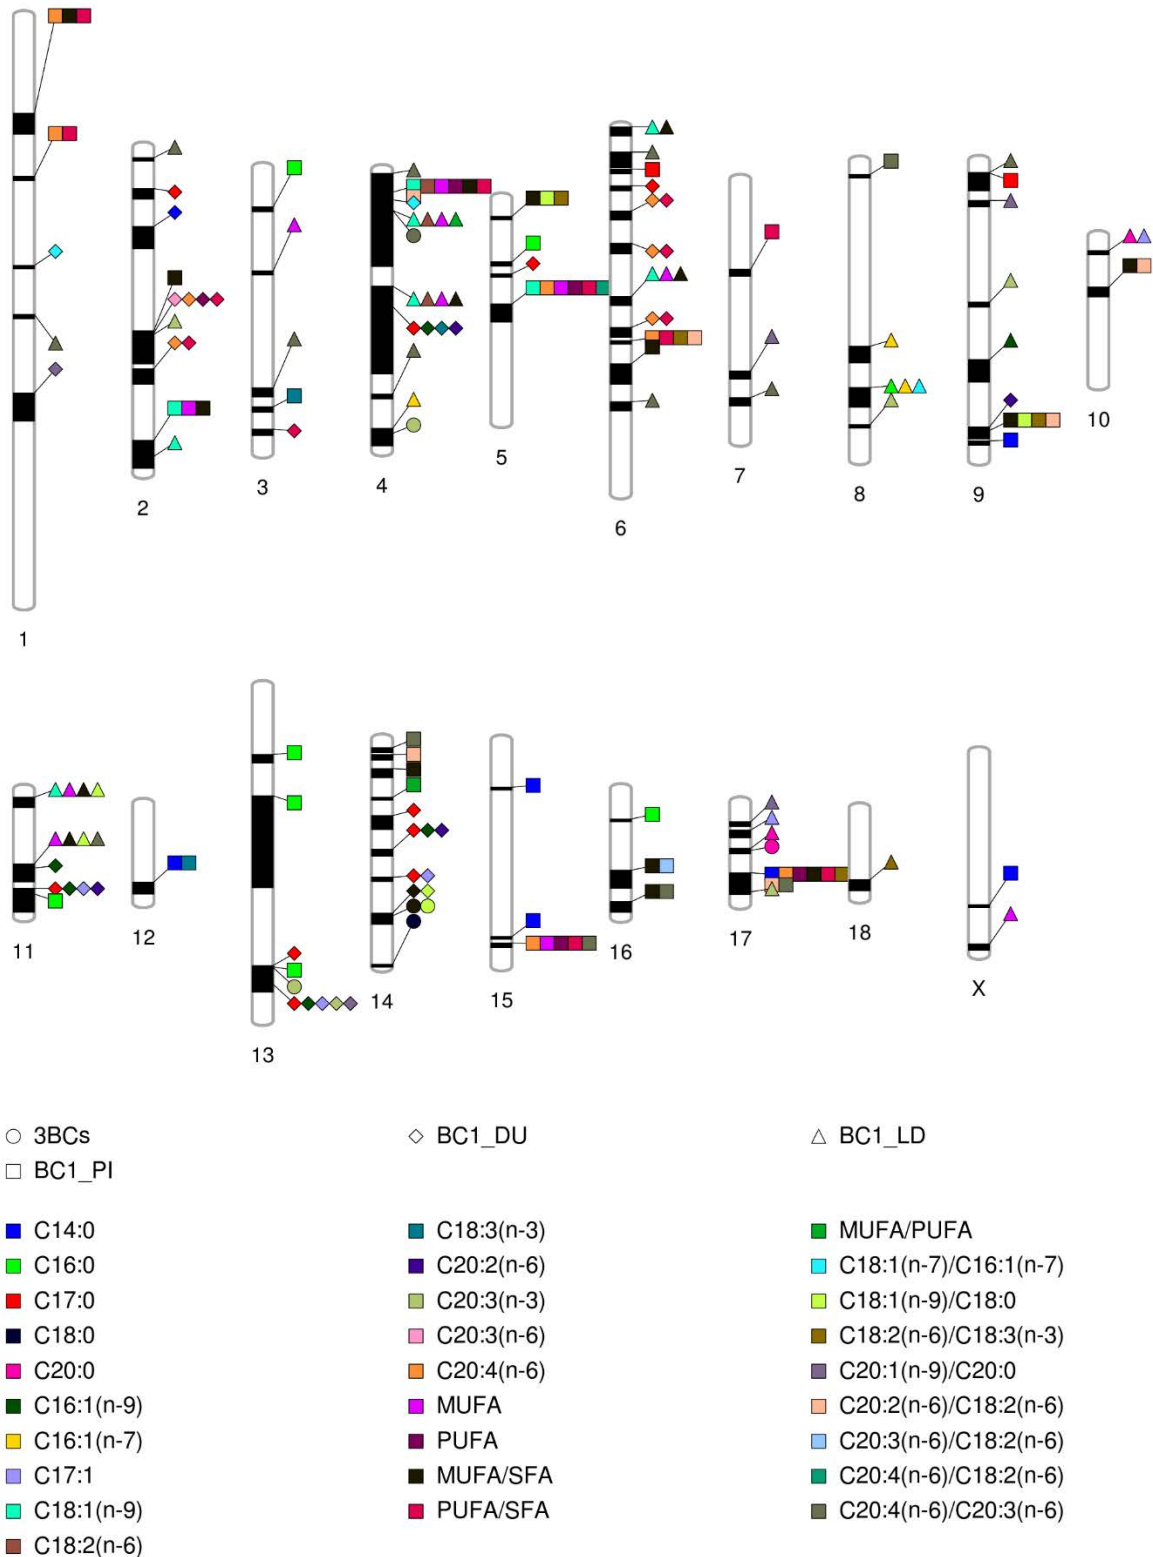 1
2
3
4
5
6
7
8
9
10
11
12
13
14
15
16
17
18
X
3BCs
BC1_DU
BC1_LD
BC1_PI
C14:0
C18:3(n-3)
MUFA/PUFA
C16:0
C20:2(n-6)
C18:1(n-7)/C16:1(n-7)
C17:0
C20:3(n-3)
C18:1(n-9)/C18:0
C18:0
C20:3(n-6)
C18:2(n-6)/C18:3(n-3)
C20:0
C20:4(n-6)
C20:1(n-9)/C20:0
C16:1(n-9)
MUFA
C20:2(n-6)/C18:2(n-6)
C16:1(n-7)
PUFA
C20:3(n-6)/C18:2(n-6)
C17:1
MUFA/SFA
C20:4(n-6)/C18:2(n-6)
C18:1(n-9)
PUFA/SFA
C20:4(n-6)/C20:3(n-6)
C18:2(n-6)